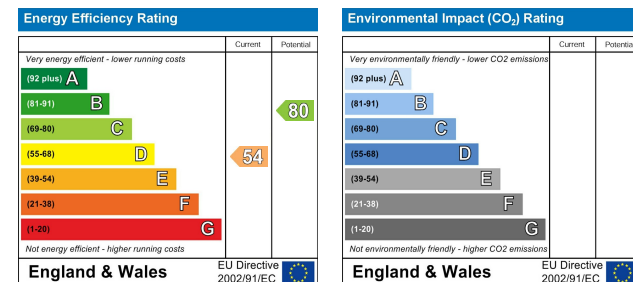 Energy Efficiency Rating
Current Potential
Very energy efficient - lower running costs
(92 plus) A
(81-91) B
80
(69-80) C
(55-68) D
54
(39-54) E
(21-38) F
(1-20) G
Not energy efficient - higher running costs
England & Wales
EU Directive
2002/91/EC
Environmental Impact (CO₂) Rating
Current Potential
Very environmentally friendly - lower CO2 emissions
(92 plus) A
(81-91) B
(69-80) C
(55-68) D
(39-54) E
(21-38) F
(1-20) G
Not environmentally friendly - higher CO2 emissions
England & Wales
EU Directive
2002/91/EC